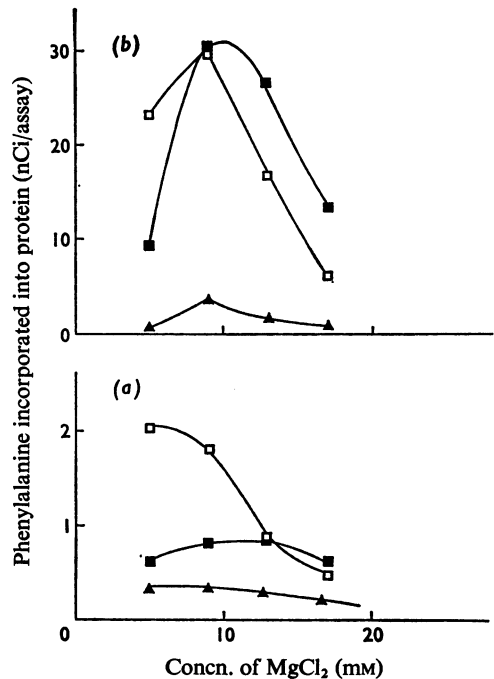 Phenylalanine incorporated into protein (nCi/assay)
(b)
30
20
10
0
(a)
2
1
0
10
20
Concn. of MgCl₂ (mM)